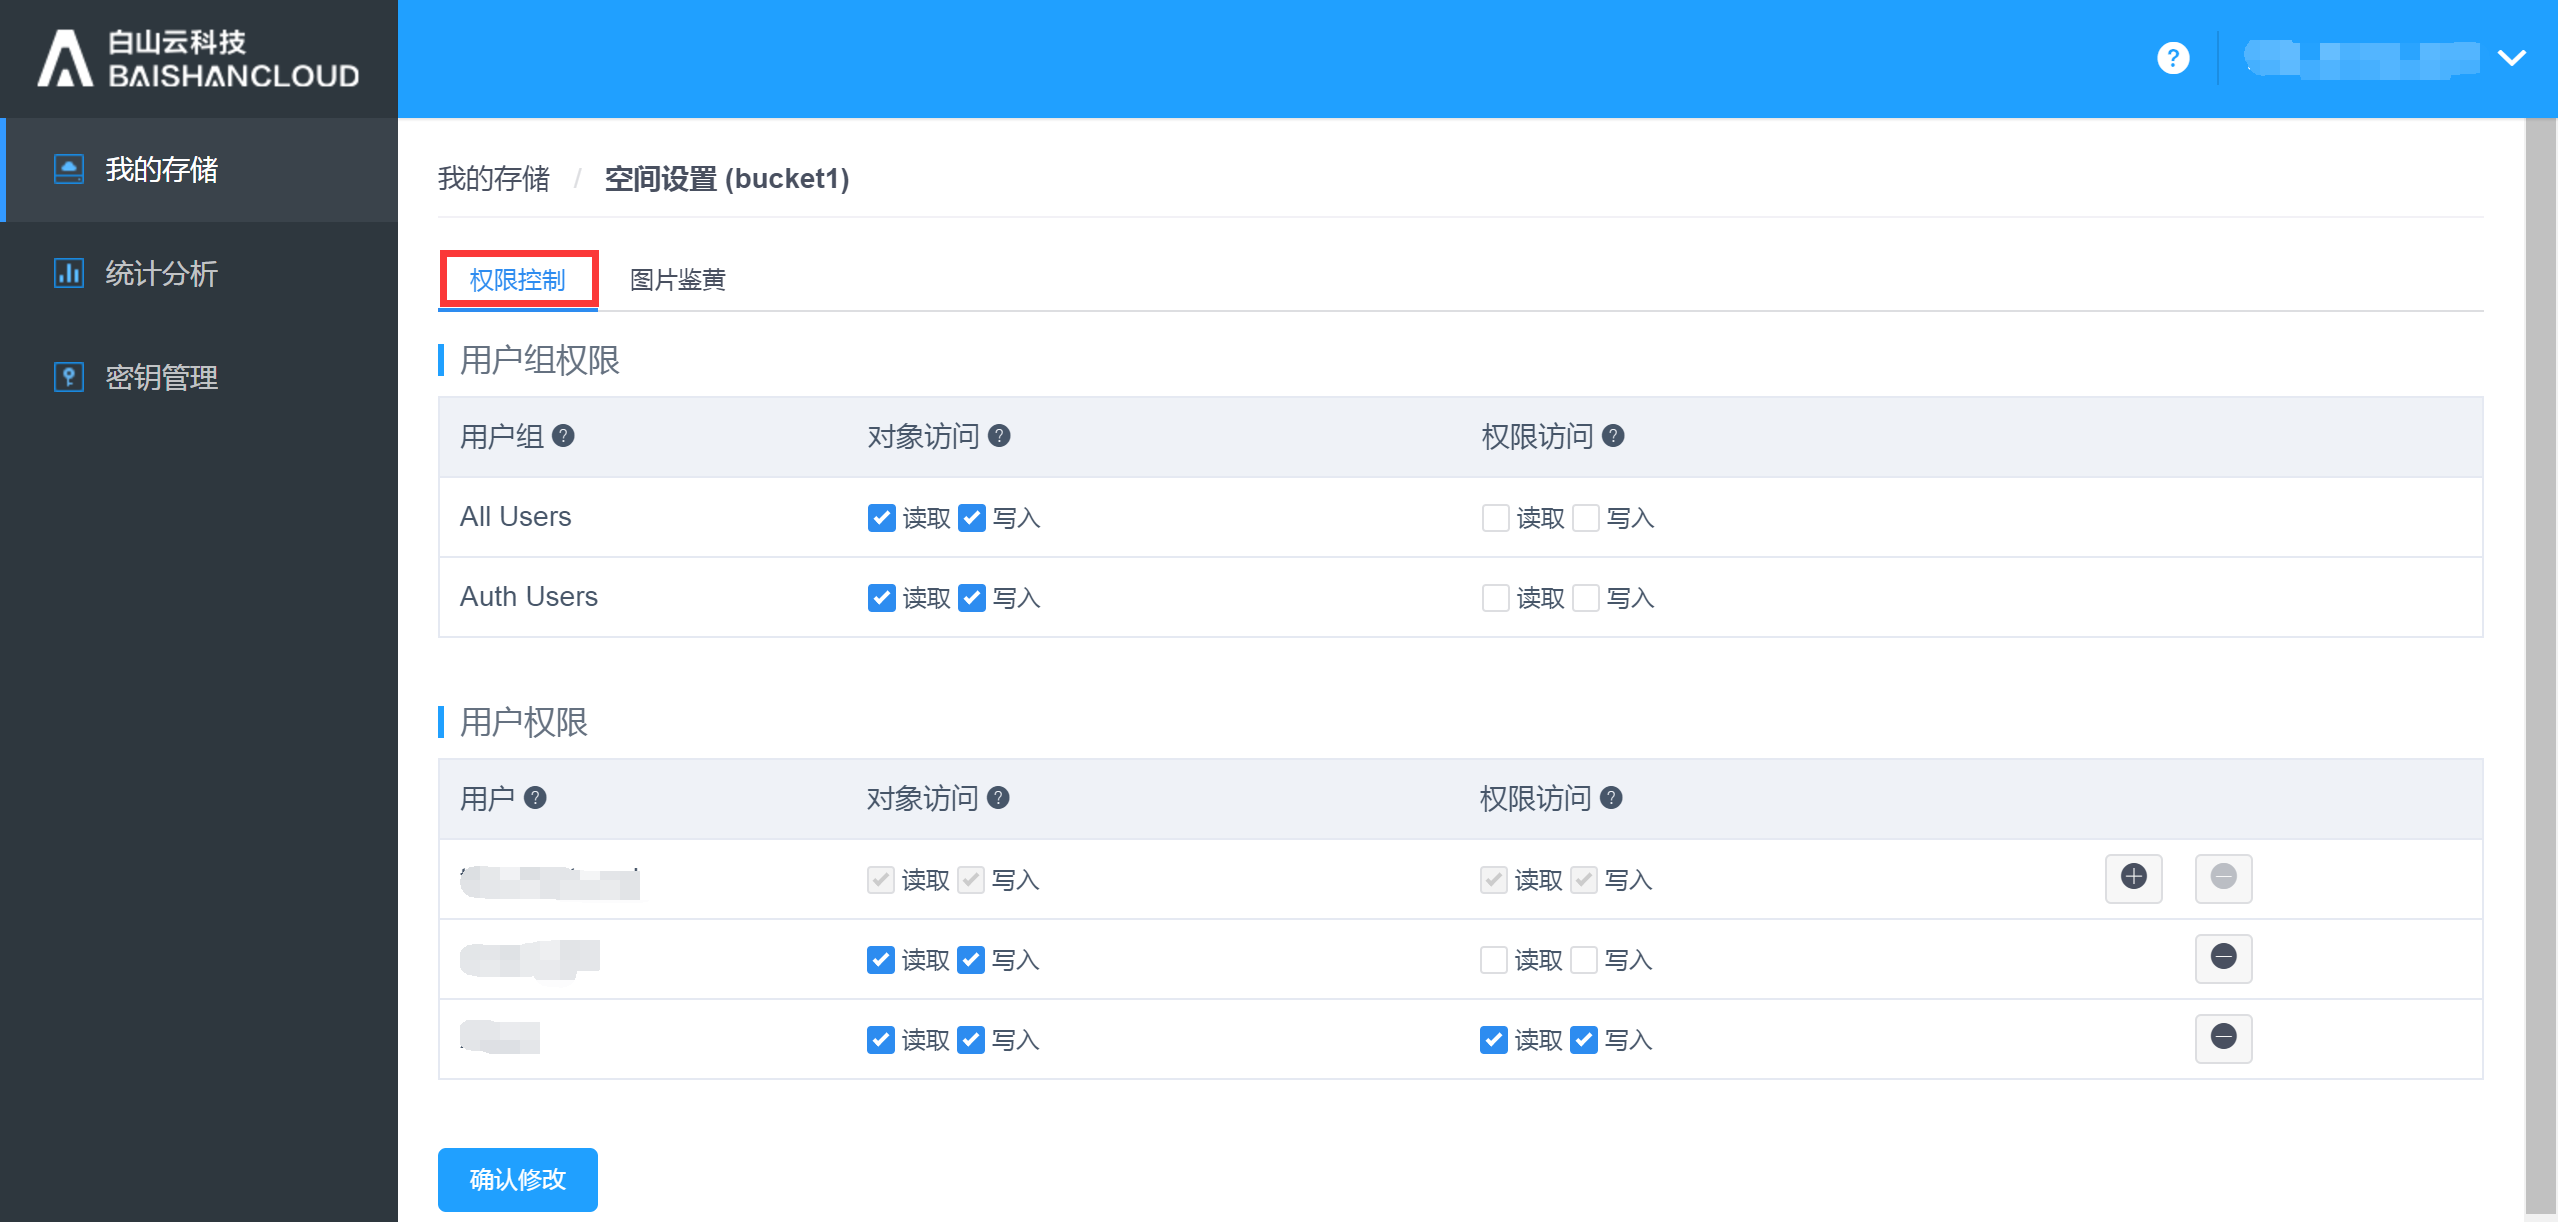 白山云科技
BAISHANCLOUD
?
我的存储
统计分析
密钥管理
我的存储 / 空间设置 (bucket1)
权限控制 图片鉴黄
用户组权限
用户组 ? 对象访问 ? 权限访问 ?
All Users 读取 写入 读取 写入
Auth Users 读取 写入 读取 写入
用户权限
用户 ? 对象访问 ? 权限访问 ?
读取 写入 读取 写入
读取 写入 读取 写入
读取 写入 读取 写入
确认修改